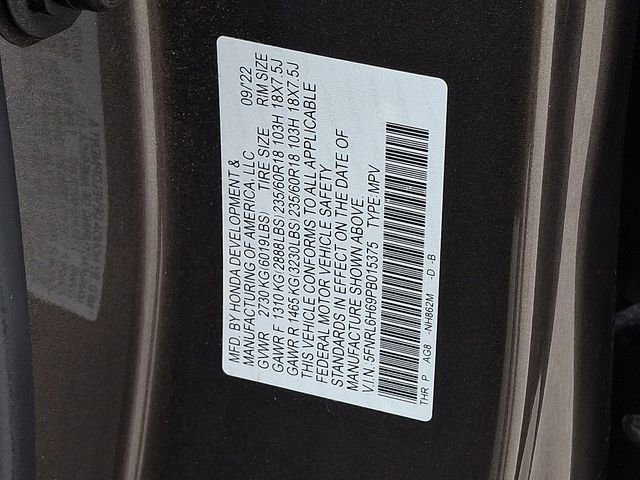 MFD. BY HONDA DEVELOPMENT &
MANUFACTURING OF AMERICA, LLC 09/22
GVWR 2730 KG(6019LBS) TIRE SIZE RIM SIZE
GAWR F 1310 KG(2888LBS) 235/60R18 103H 18X7.5J
GAWR R 1465 KG(3230LBS) 235/60R18 103H 18X7.5J
THIS VEHICLE CONFORMS TO ALL APPLICABLE
FEDERAL MOTOR VEHICLE SAFETY
STANDARDS IN EFFECT ON THE DATE OF
MANUFACTURE SHOWN ABOVE.
V.I.N.:5FNRL6H69PB015375 TYPE:MPV
THR P AG8 -NH862M -D -B